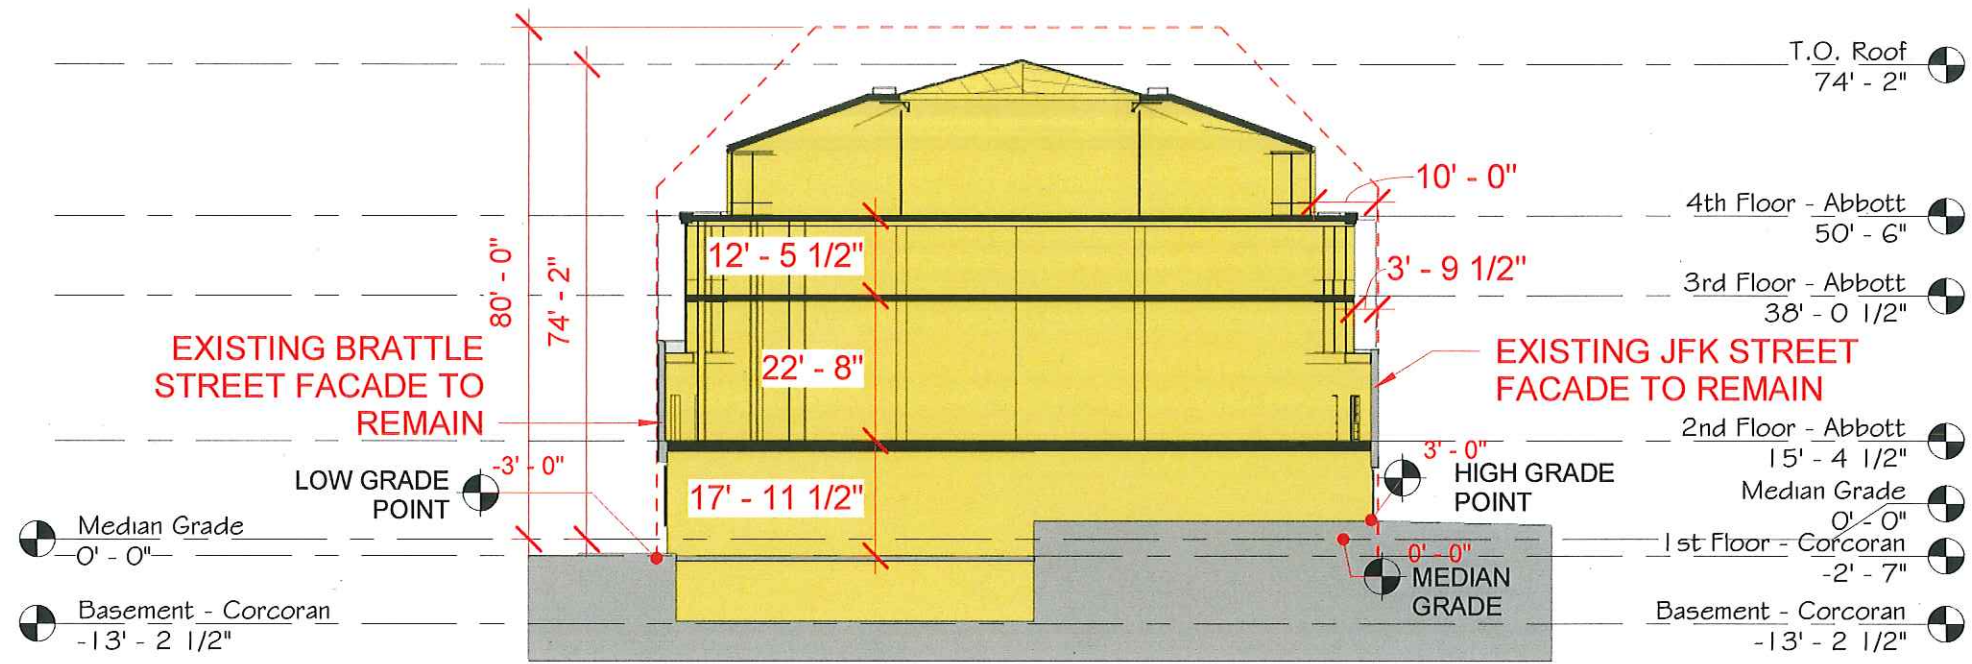 T.O. Roof
74' - 2"
10' - 0"
4th Floor - Abbott
50' - 6"
12' - 5 1/2"
80' - 0"
74' - 2"
3' - 9 1/2"
3rd Floor - Abbott
38' - 0 1/2"
EXISTING BRATTLE
STREET FACADE TO
REMAIN
22' - 8"
EXISTING JFK STREET
FACADE TO REMAIN
2nd Floor - Abbott
15' - 4 1/2"
-3' - 0"
3' - 0"
LOW GRADE
POINT
17' - 11 1/2"
HIGH GRADE
POINT
Median Grade
0' - 0"
Median Grade
0' - 0"
1st Floor - Corcoran
-2' - 7"
0' - 0"
MEDIAN
GRADE
Basement - Corcoran
-13' - 2 1/2"
Basement - Corcoran
-13' - 2 1/2"